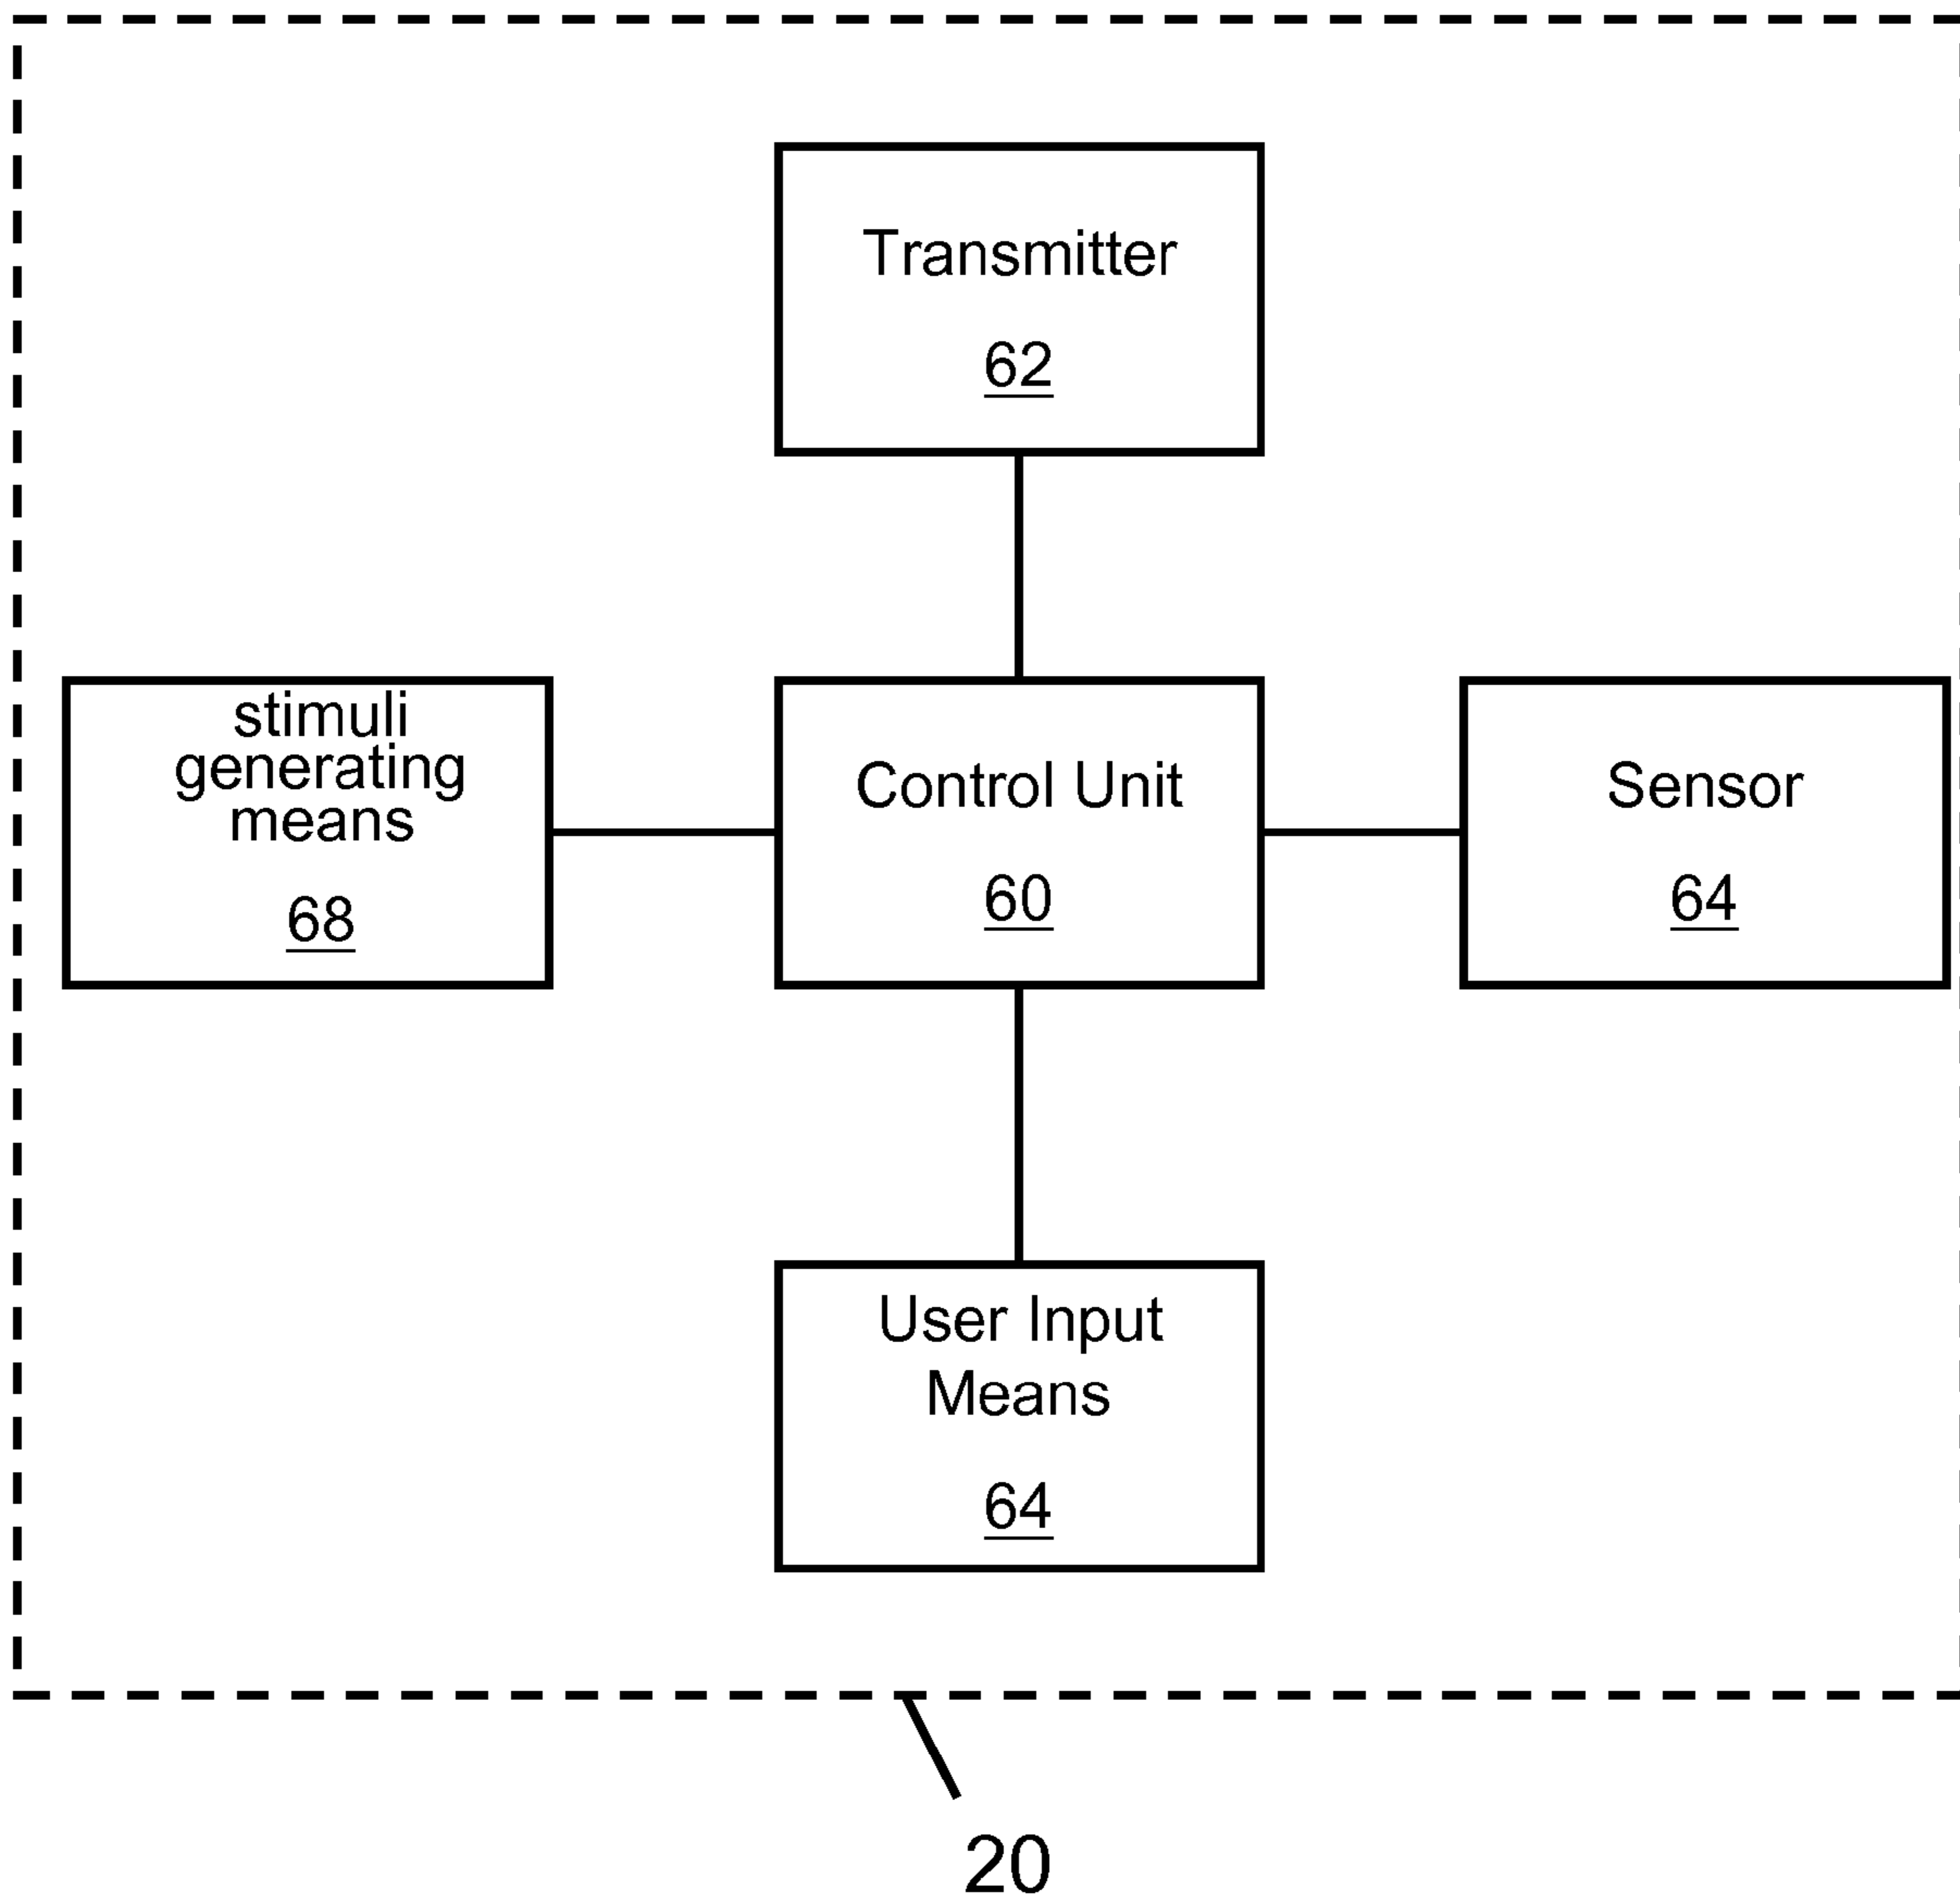 Transmitter
62
stimuli
generating
means
68
Control Unit
60
Sensor
64
User Input
Means
64
20